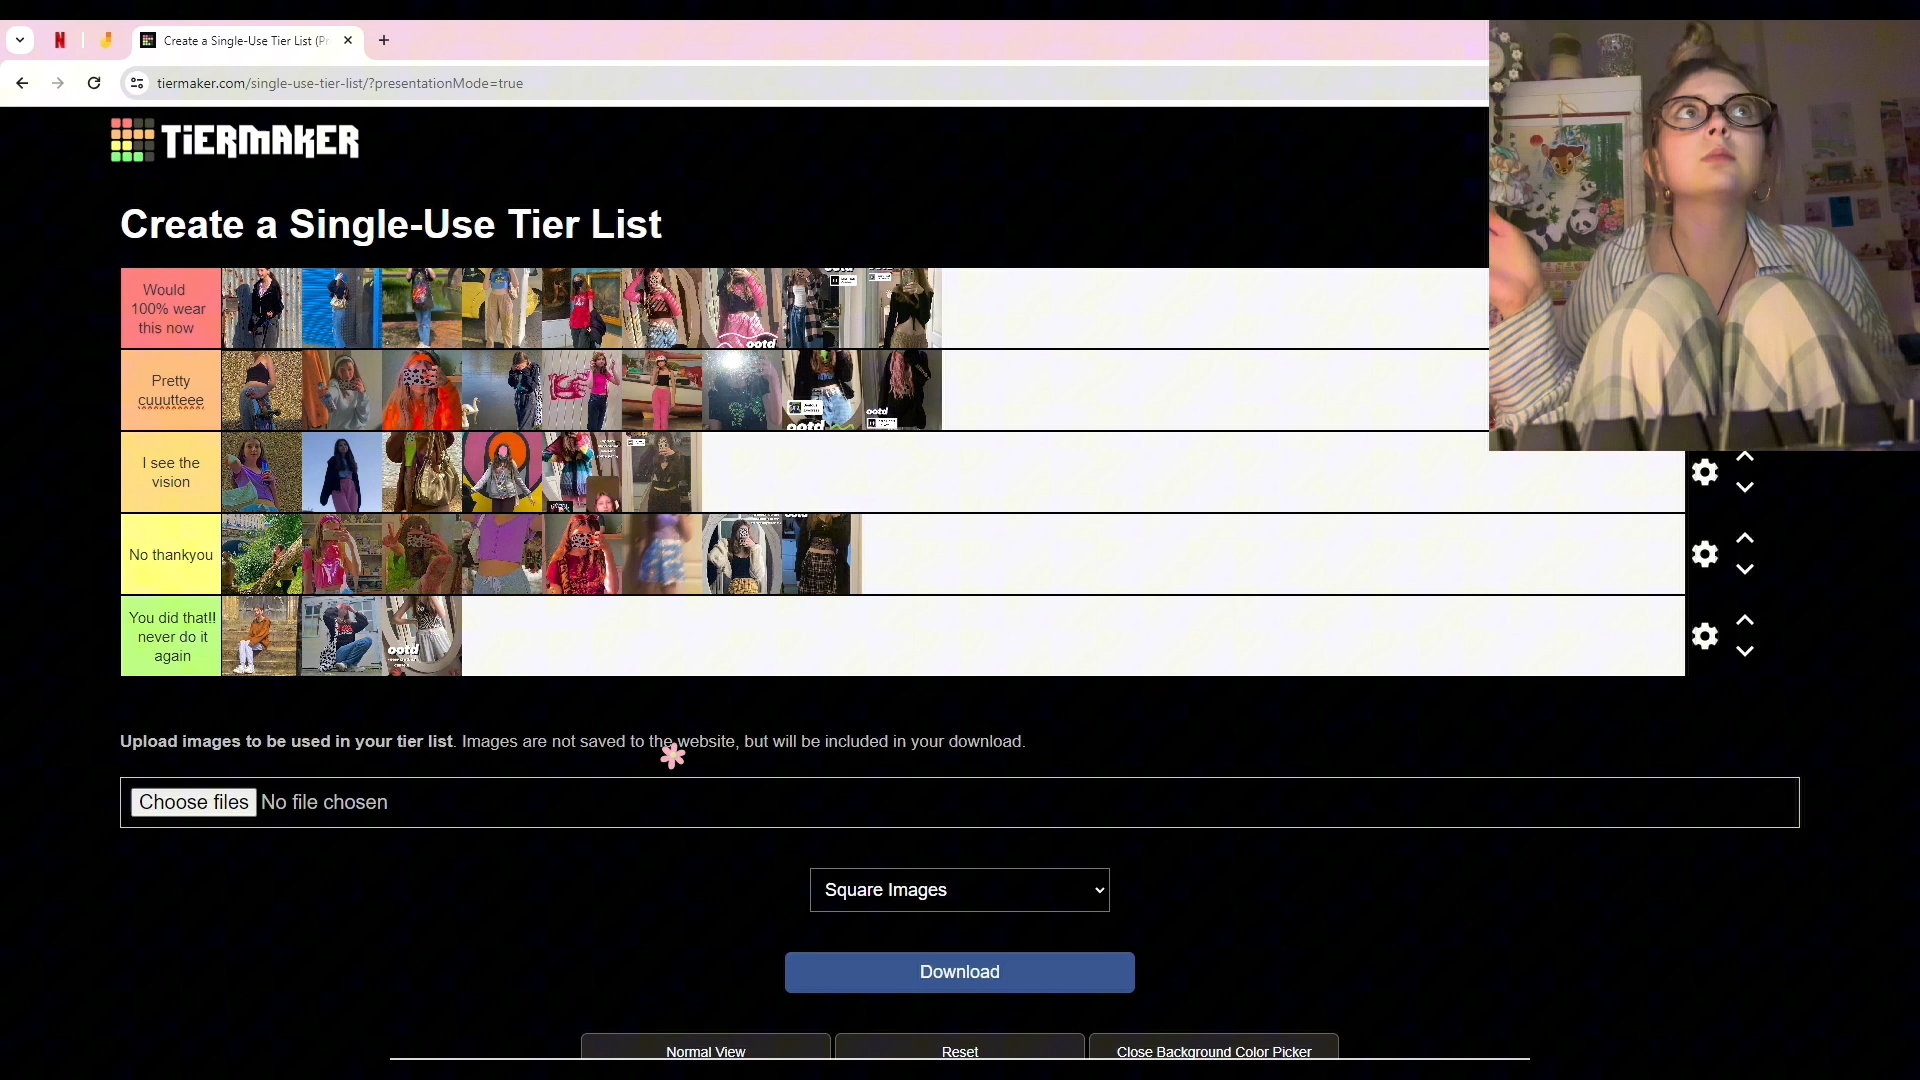 Create a Single-Use Tier List (Pr
tiermaker.com/single-use-tier-list/?presentationMode=true
TiERMAKER
Create a Single-Use Tier List
Would
100% wear
this now
ootd
Pretty
cuuutteee
ootd
ootd
I see the
vision
No thankyou
You did that!!
never do it
again
ootd
Upload images to be used in your tier list. Images are not saved to the website, but will be included in your download.
Choose files No file chosen
Square Images
Download
Normal View
Reset
Close Background Color Picker